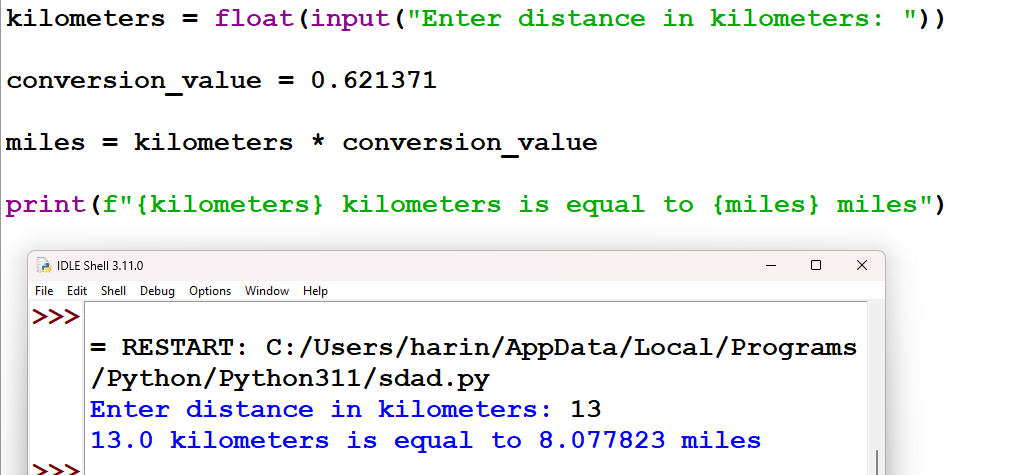 kilometers = float(input("Enter distance in kilometers: "))
conversion_value = 0.621371
miles = kilometers * conversion_value
print(f"{kilometers} kilometers is equal to {miles} miles")
IDLE Shell 3.11.0
File Edit Shell Debug Options Window Help
>>>
= RESTART: C:/Users/harin/AppData/Local/Programs
/Python/Python311/sdad.py
Enter distance in kilometers: 13
13.0 kilometers is equal to 8.077823 miles
>>>